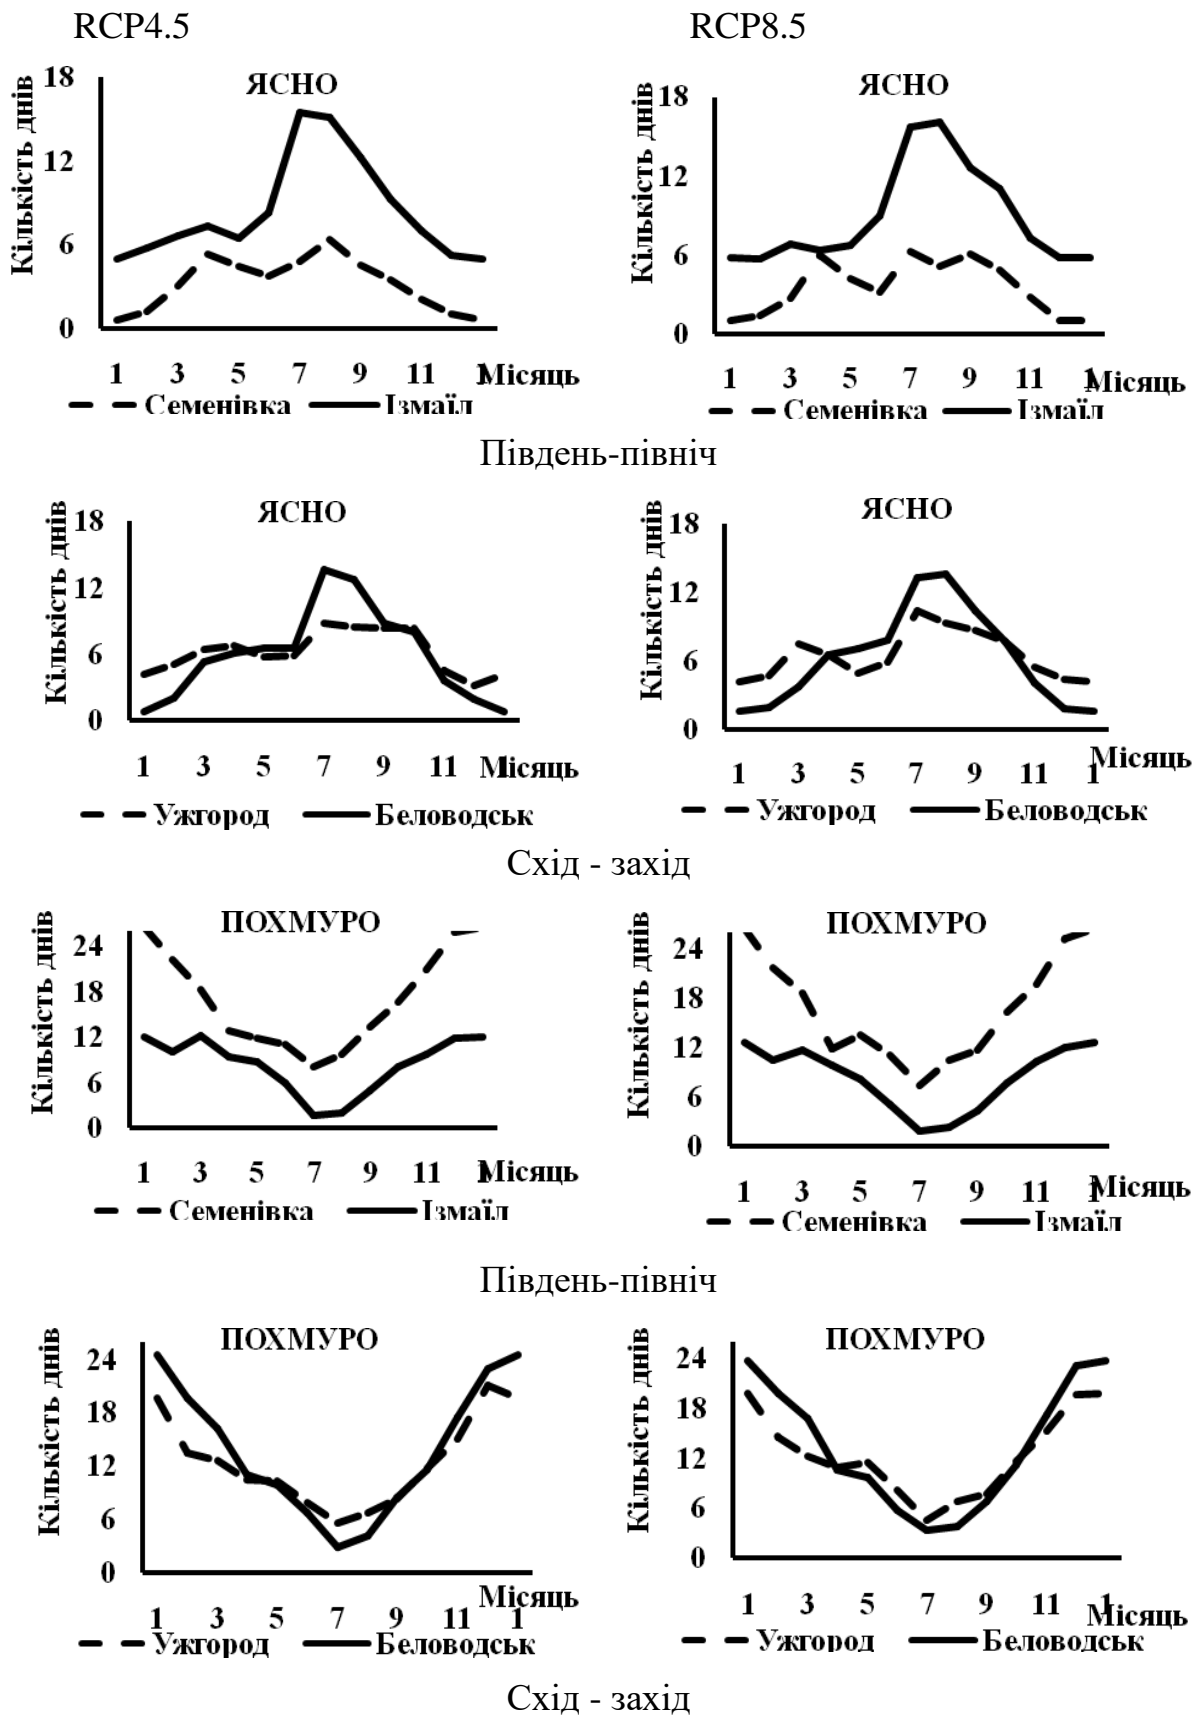 RCP4.5 RCP8.5
ЯСНО
Кількість днів
18
12
6
0
1 3 5 7 9 11 1
Місяць
Семенівка Ізмаїл
ЯСНО
Кількість днів
18
12
6
0
1 3 5 7 9 11 1
Місяць
Семенівка Ізмаїл
Південь-північ
ЯСНО
Кількість днів
18
12
6
0
1 3 5 7 9 11 1
Місяць
Ужгород Беловодськ
ЯСНО
Кількість днів
18
12
6
0
1 3 5 7 9 11 1
Місяць
Ужгород Беловодськ
Схід - захід
ПОХМУРО
Кількість днів
24
18
12
6
0
1 3 5 7 9 11 1
Місяць
Семенівка Ізмаїл
ПОХМУРО
Кількість днів
24
18
12
6
0
1 3 5 7 9 11 1
Місяць
Семенівка Ізмаїл
Південь-північ
ПОХМУРО
Кількість днів
24
18
12
6
0
1 3 5 7 9 11 1
Місяць
Ужгород Беловодськ
ПОХМУРО
Кількість днів
24
18
12
6
0
1 3 5 7 9 11 1
Місяць
Ужгород Беловодськ
Схід - захід